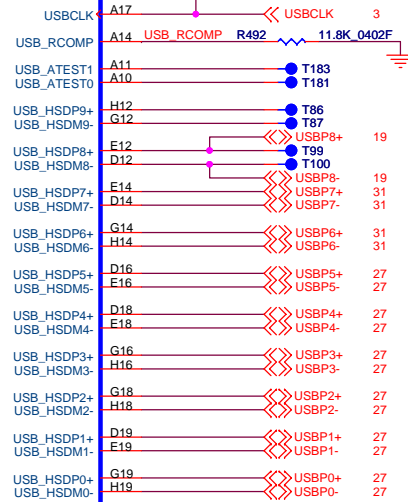 USBCLK A17 USBCLK 3
USB_RCOMP A14 USB_RCOMP R492 11.8K_0402F
USB_ATEST1 A11 T183
USB_ATEST0 A10 T181
USB_HSDP9+ H12 T86
USB_HSDM9- G12 T87
USBP8+ 19
USB_HSDP8+ E12 T99
USB_HSDM8- D12 T100
USBP8- 19
USB_HSDP7+ E14 USBP7+ 31
USB_HSDM7- D14 USBP7- 31
USB_HSDP6+ G14 USBP6+ 31
USB_HSDM6- H14 USBP6- 31
USB_HSDP5+ D16 USBP5+ 27
USB_HSDM5- E16 USBP5- 27
USB_HSDP4+ D18 USBP4+ 27
USB_HSDM4- E18 USBP4- 27
USB_HSDP3+ G16 USBP3+ 27
USB_HSDM3- H16 USBP3- 27
USB_HSDP2+ G18 USBP2+ 27
USB_HSDM2- H18 USBP2- 27
USB_HSDP1+ D19 USBP1+ 27
USB_HSDM1- E19 USBP1- 27
USB_HSDP0+ G19 USBP0+ 27
USB_HSDM0- H19 USBP0- 27